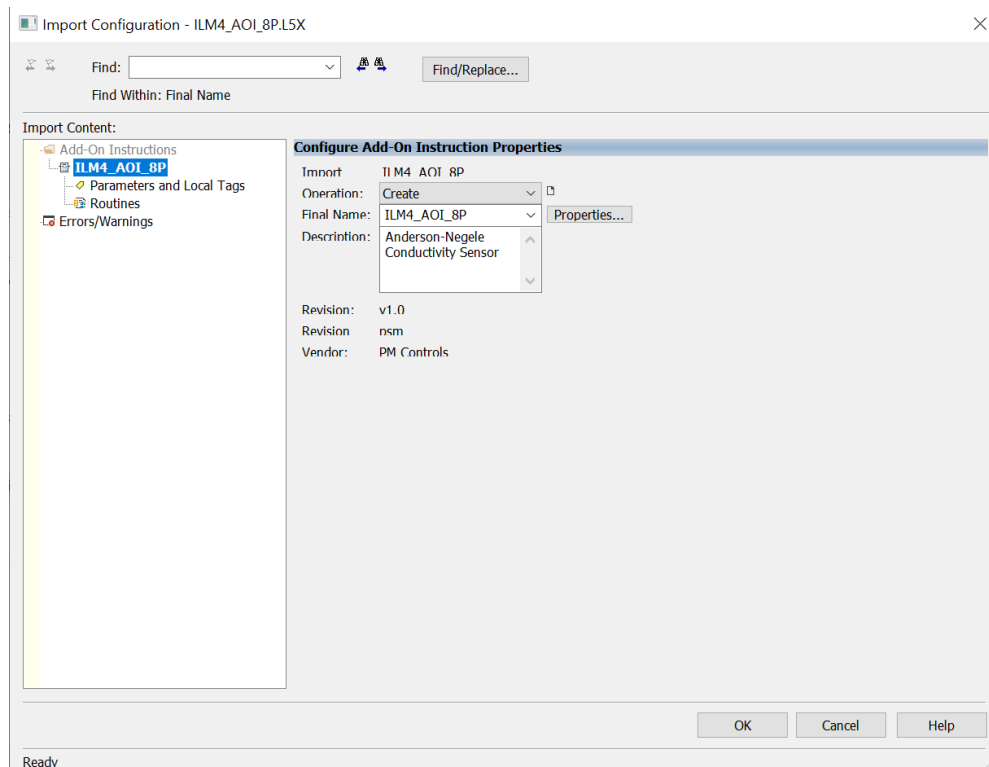 Import Configuration - ILM4_AOI_8P.L5X
Find:
Find/Replace...
Find Within: Final Name
Import Content:
Add-On Instructions
ILM4_AOI_8P
Parameters and Local Tags
Routines
Errors/Warnings
Configure Add-On Instruction Properties
Import ILM4_AOI_8P
Operation: Create
Final Name: ILM4_AOI_8P Properties...
Description: Anderson-Negele
Conductivity Sensor
Revision: v1.0
Revision psm
Vendor: PM Controls
OK Cancel Help
Ready